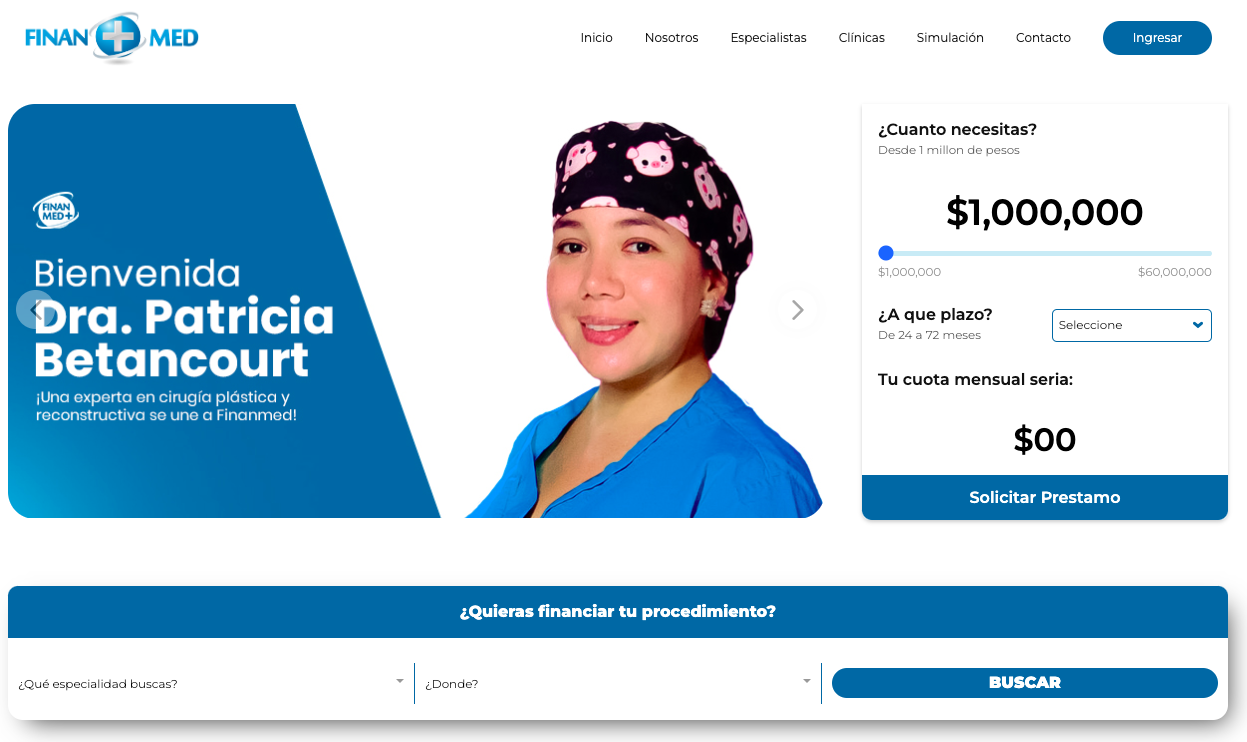 FINAN MED
Inicio
Nosotros
Especialistas
Clínicas
Simulación
Contacto
Ingresar
FINAN
MED+
Bienvenida
Dra. Patricia
Betancourt
¡Una experta en cirugía plástica y
reconstructiva se une a Finanmed!
¿Cuanto necesitas?
Desde 1 millon de pesos
$1,000,000
$1,000,000
$60,000,000
¿A que plazo?
De 24 a 72 meses
Seleccione
Tu cuota mensual seria:
$00
Solicitar Prestamo
¿Quieras financiar tu procedimiento?
¿Qué especialidad buscas?
¿Donde?
BUSCAR